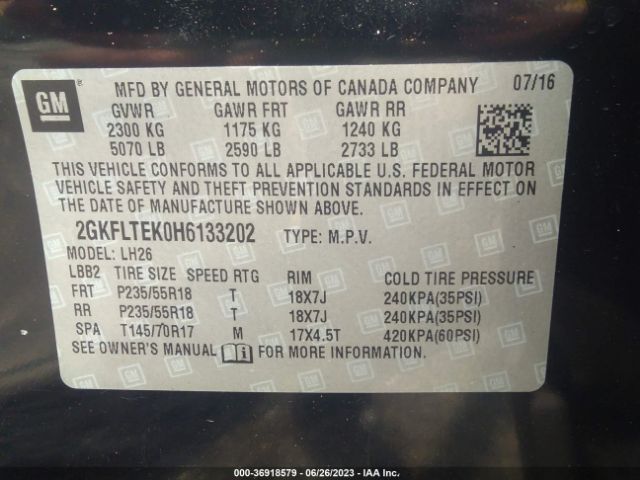 GM
MFD BY GENERAL MOTORS OF CANADA COMPANY 07/16
GVWR GAWR FRT GAWR RR
2300 KG 1175 KG 1240 KG
5070 LB 2590 LB 2733 LB
THIS VEHICLE CONFORMS TO ALL APPLICABLE U.S. FEDERAL MOTOR
VEHICLE SAFETY AND THEFT PREVENTION STANDARDS IN EFFECT ON
THE DATE OF MANUFACTURE SHOWN ABOVE.
2GKFLTEK0H6133202 TYPE: M.P.V.
MODEL: LH26
LBB2 TIRE SIZE SPEED RTG RIM COLD TIRE PRESSURE
FRT P235/55R18 T 18X7J 240KPA(35PSI)
RR P235/55R18 T 18X7J 240KPA(35PSI)
SPA T145/70R17 M 17X4.5T 420KPA(60PSI)
SEE OWNER'S MANUAL FOR MORE INFORMATION.
000-36918579 - 06/26/2023 - IAA Inc.